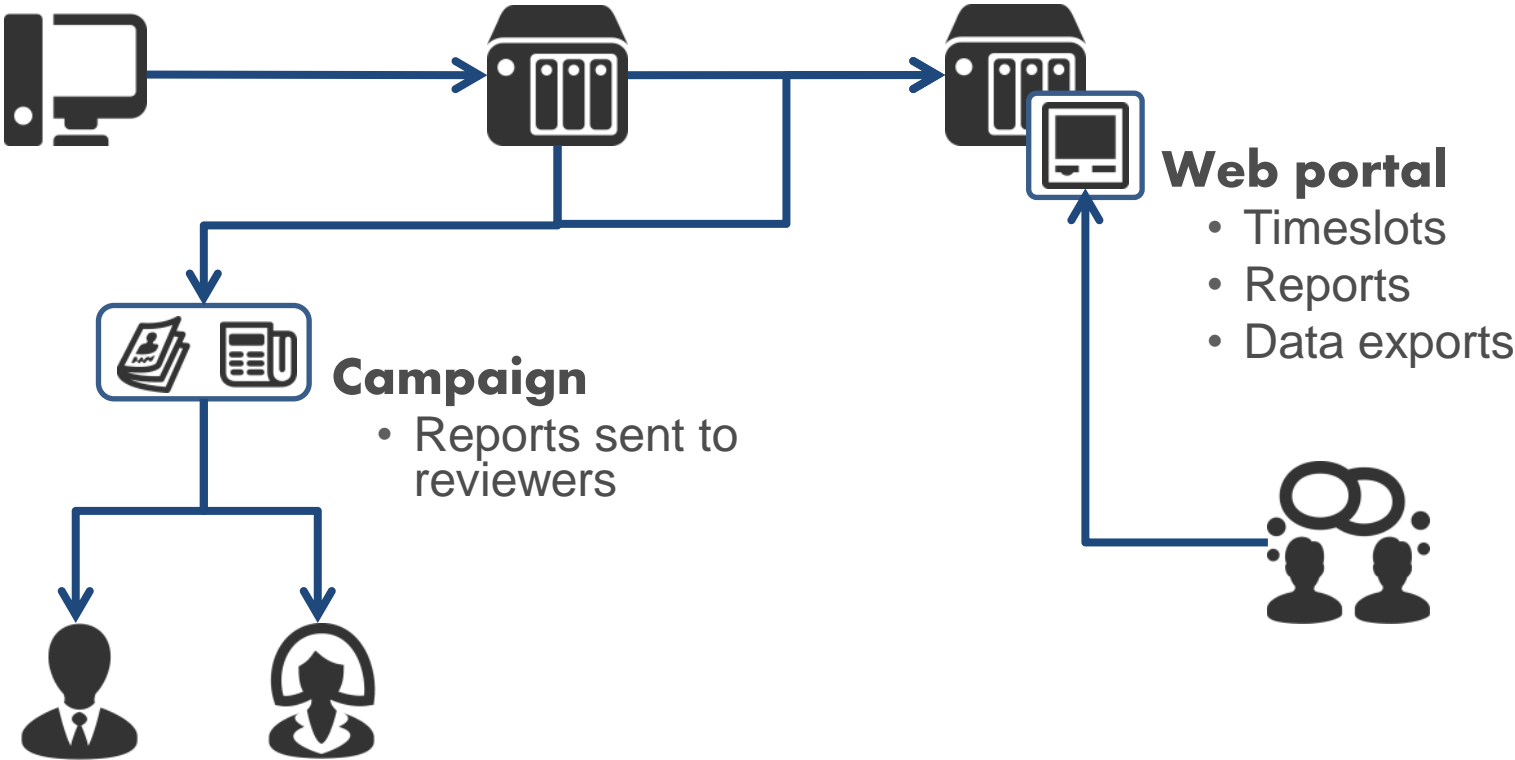 Web portal
• Timeslots
• Reports
• Data exports
Campaign
• Reports sent to
reviewers